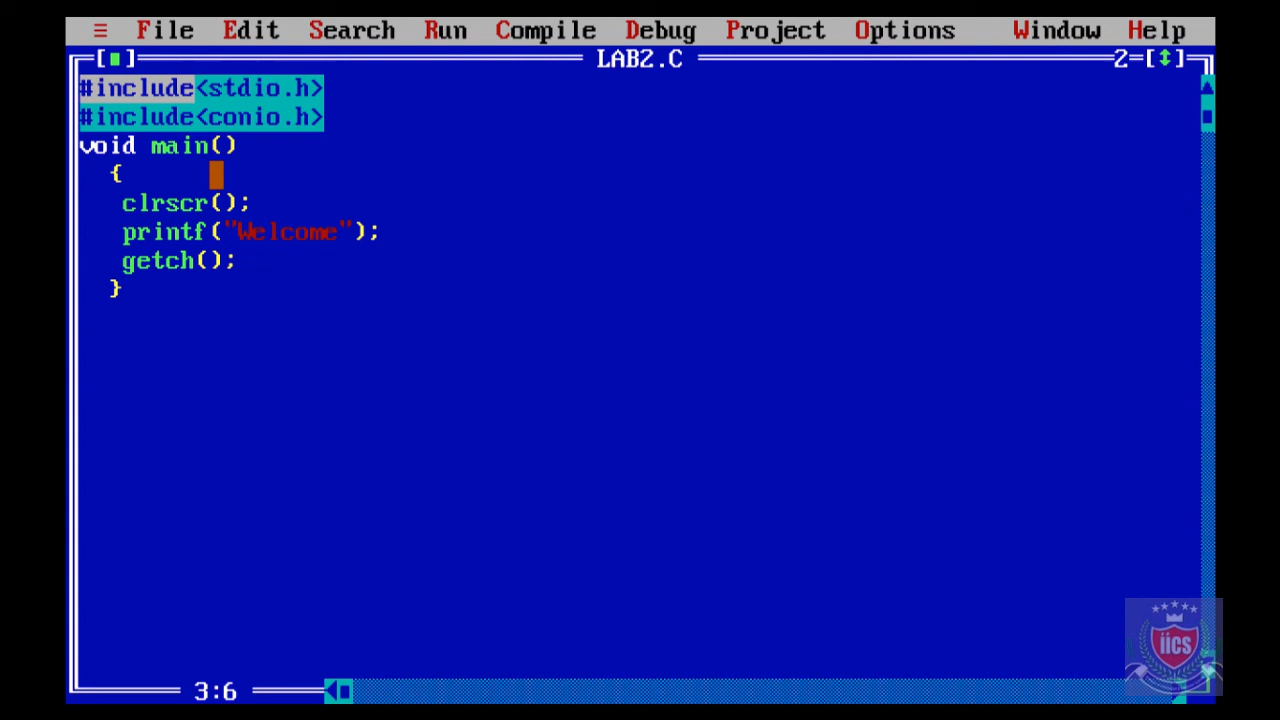 ≡ File Edit Search Run Compile Debug Project Options Window Help
[■] LAB2.C 2=[↕]
#include<stdio.h>
#include<conio.h>
void main()
{
clrscr();
printf("Welcome");
getch();
}
iics
3:6